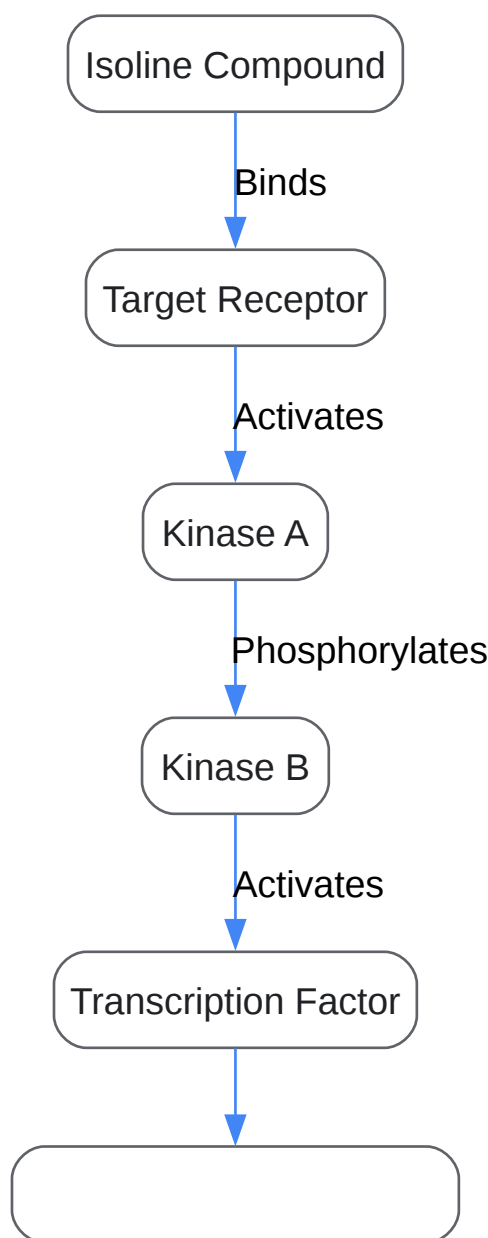 Isoline Compound
Binds
Target Receptor
Activates
Kinase A
Phosphorylates
Kinase B
Activates
Transcription Factor